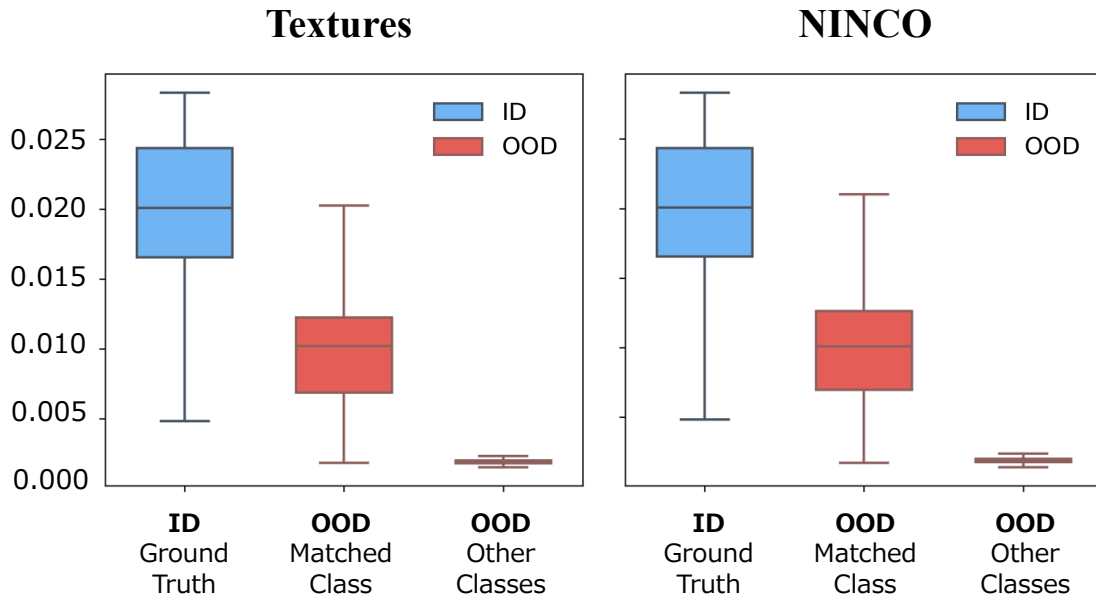 Textures
NINCO
0.025
0.020
0.015
0.010
0.005
0.000
ID
OOD
ID
OOD
ID
Ground
Truth
OOD
Matched
Class
OOD
Other
Classes
ID
Ground
Truth
OOD
Matched
Class
OOD
Other
Classes